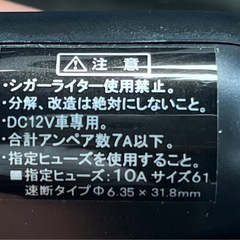 ⚠注意
・シガーライター使用禁止。
・分解、改造は絶対にしないこと。
・DC12V車専用。
・合計アンペア数7A以下。
・指定ヒューズを使用すること。
■指定ヒューズ:10A サイズ61
速断タイプΦ6.35×31.8mm